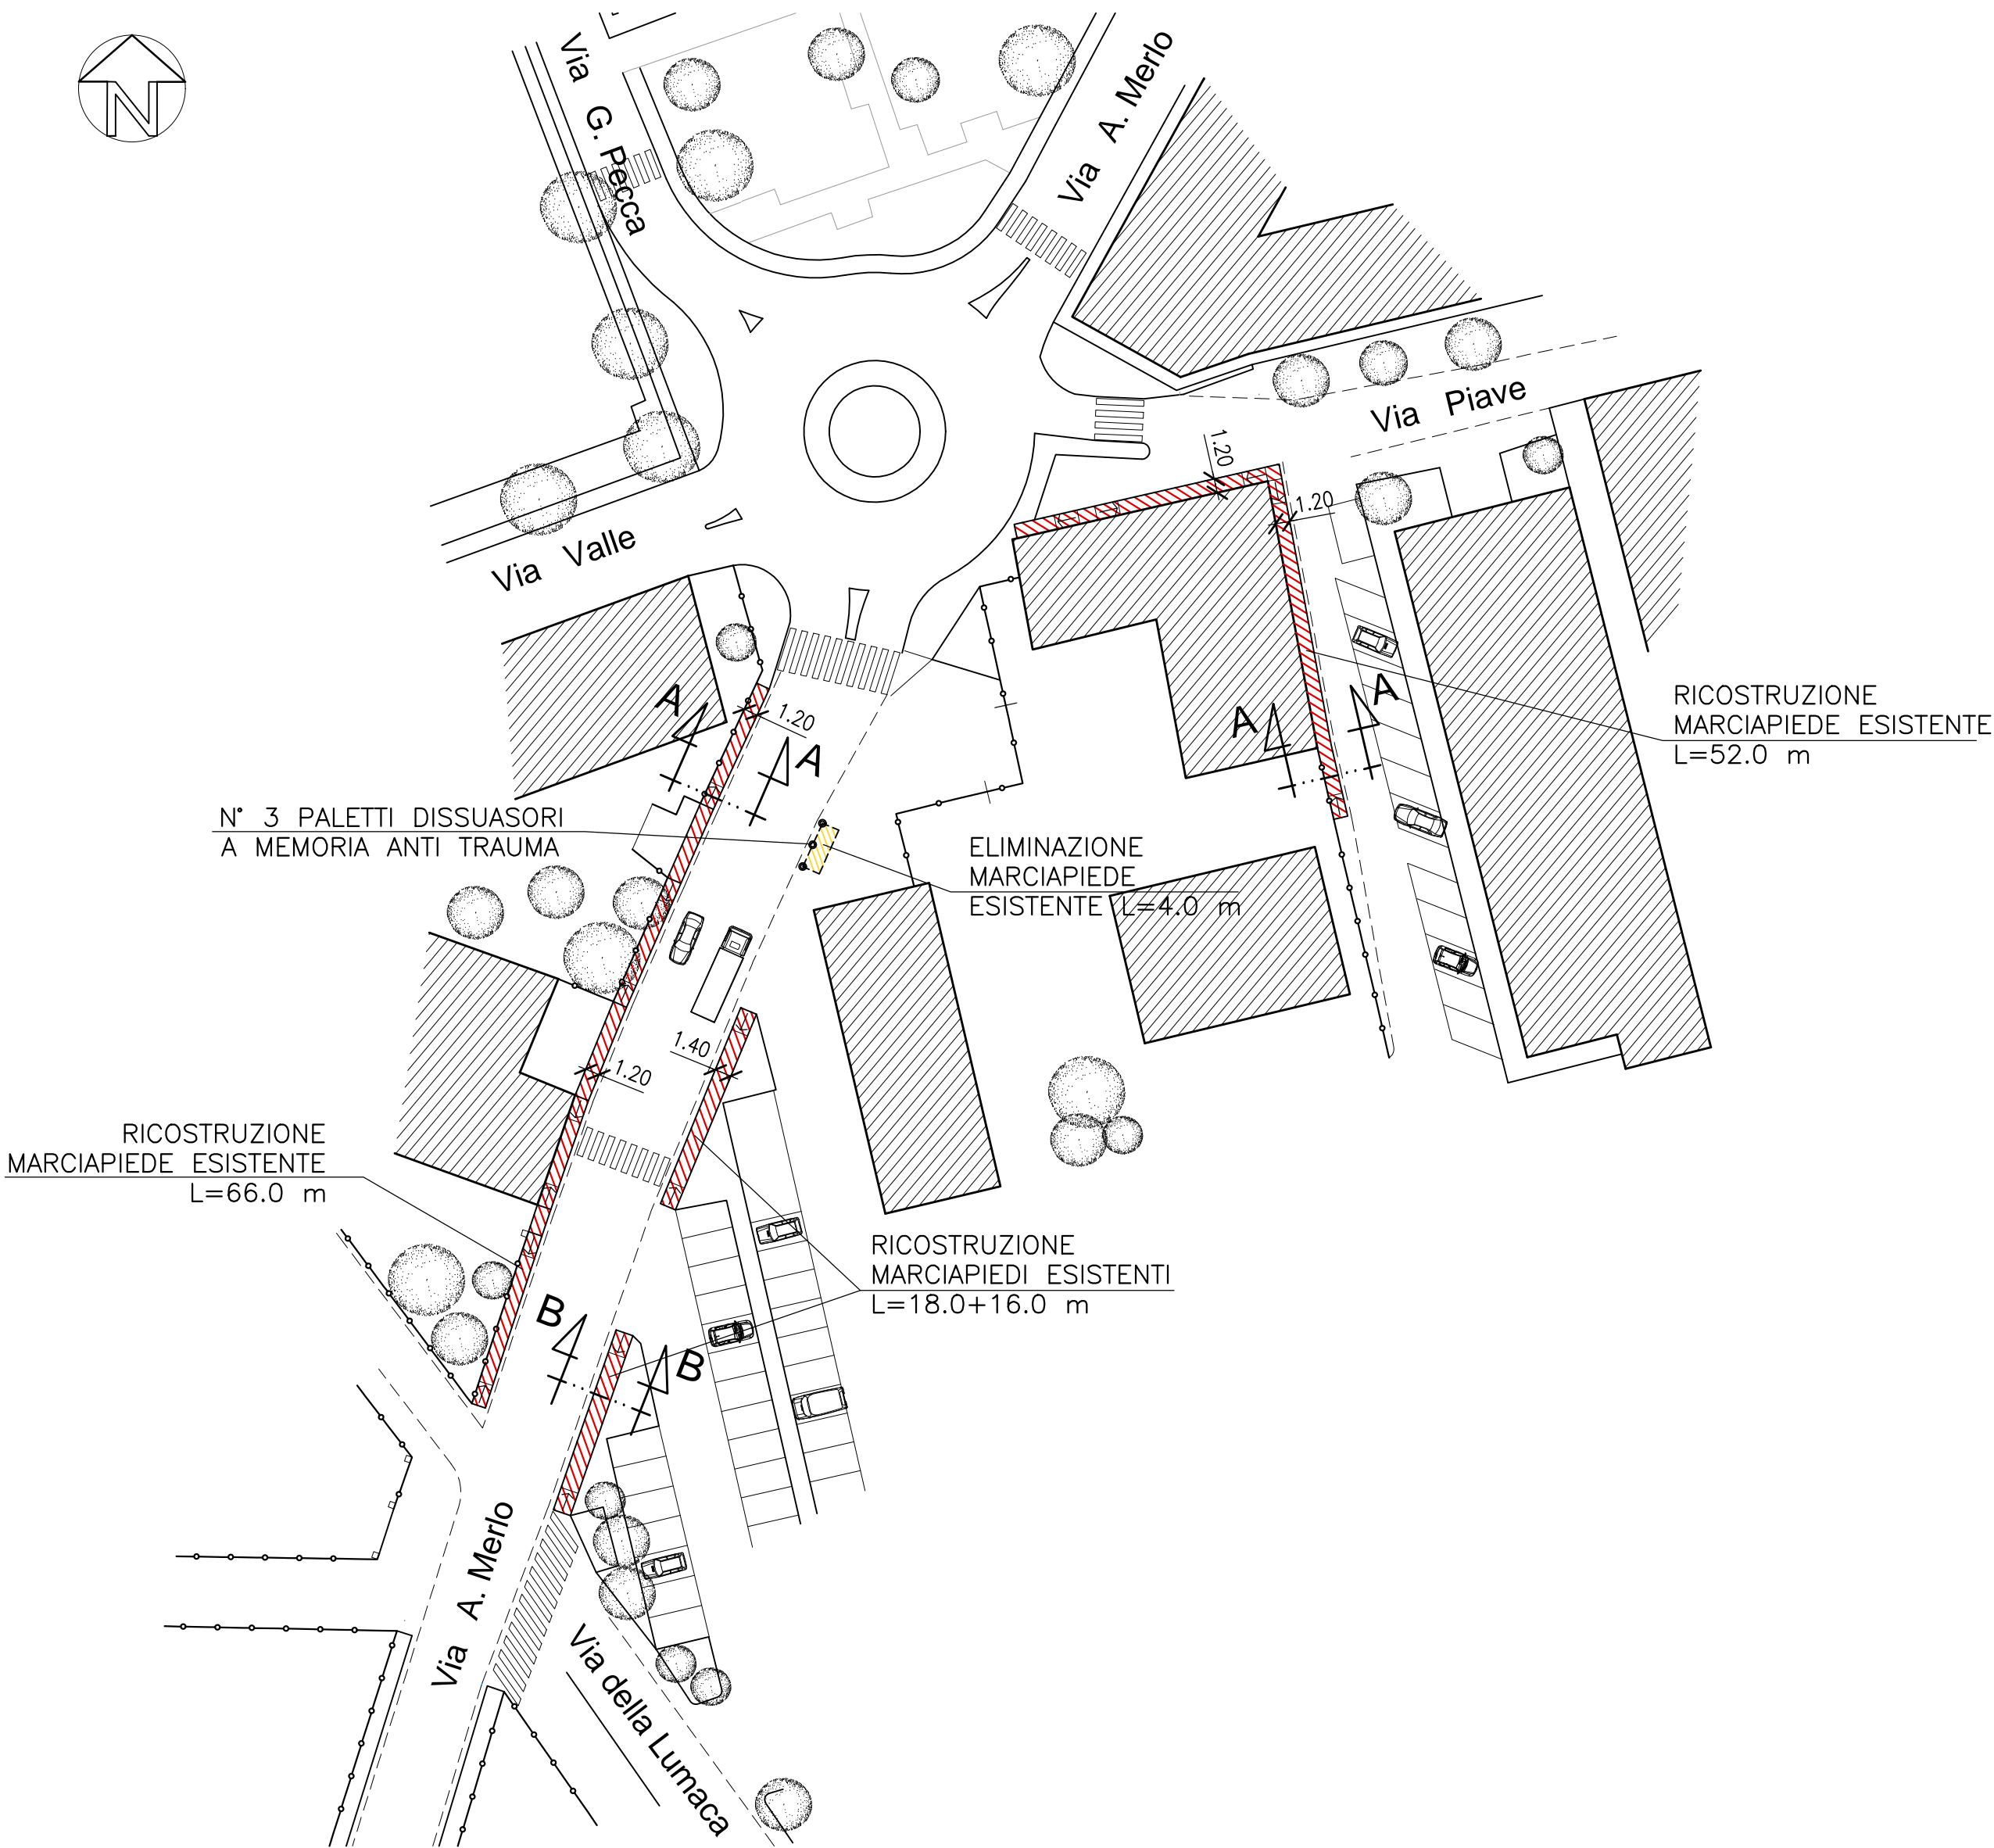 N
Via G. Pecca
Via A. Merlo
Via Piave
1.20
1.20
Via Valle
A
1.20
A
A
A
RICOSTRUZIONE
MARCIAPIEDE ESISTENTE
L=52.0 m
N° 3 PALETTI DISSUASORI
A MEMORIA ANTI TRAUMA
ELIMINAZIONE
MARCIAPIEDE
ESISTENTE L=4.0 m
1.40
1.20
RICOSTRUZIONE
MARCIAPIEDE ESISTENTE
L=66.0 m
RICOSTRUZIONE
MARCIAPIEDI ESISTENTI
L=18.0+16.0 m
B
B
Via A. Merlo
Via della Lumaca